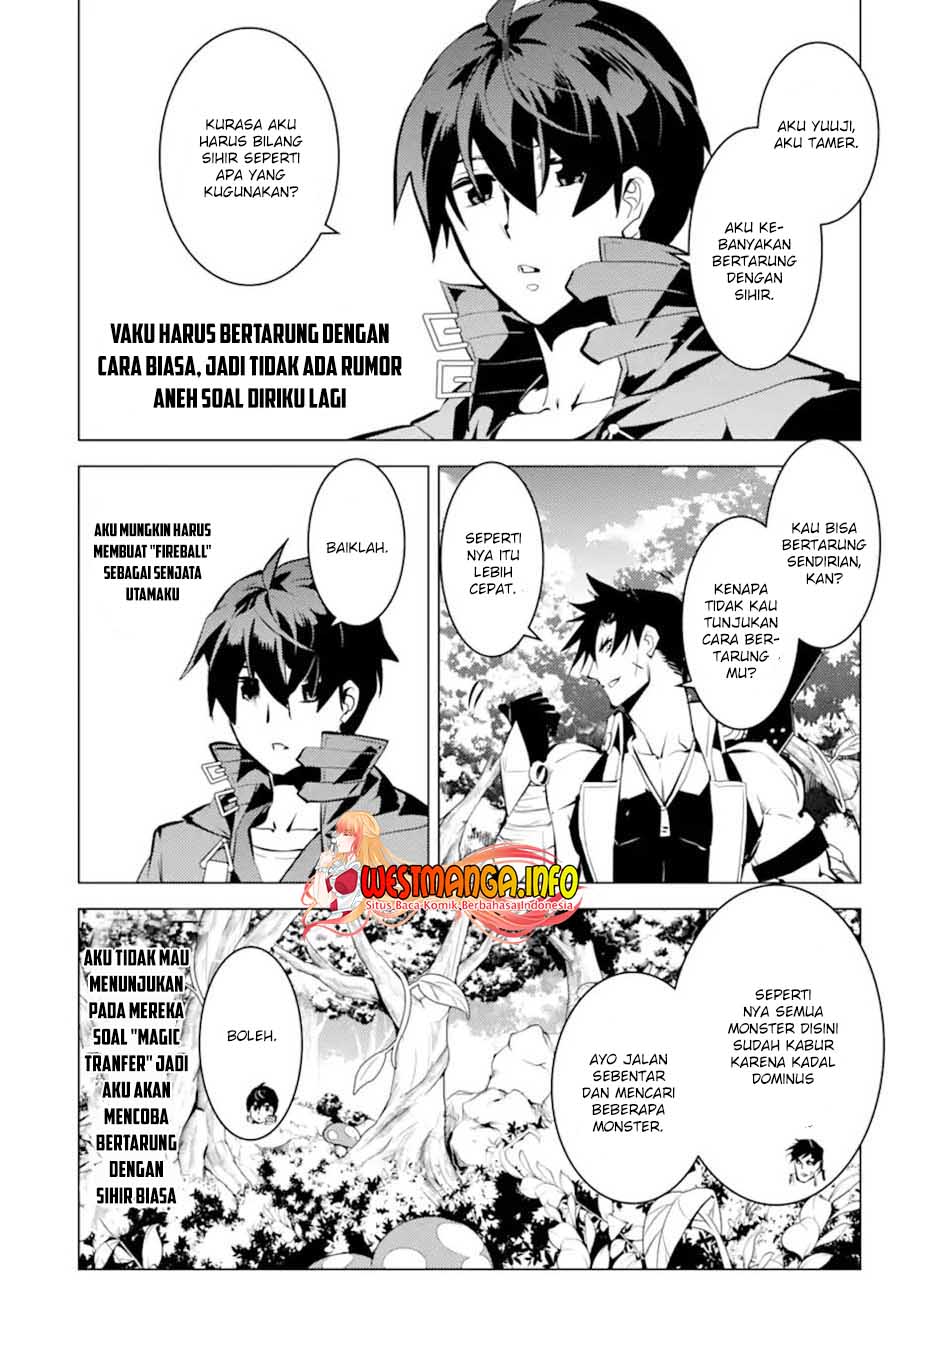 AKU YUUJI,
AKU TAMER.
AKU KE-
BANYAKAN
BERTARUNG
DENGAN
SIHIR.
KURASA AKU
HARUS BILANG
SIHIR SEPERTI
APA YANG
KUGUNAKAN?
VAKU HARUS BERTARUNG DENGAN
CARA BIASA, JADI TIDAK ADA RUMOR
ANEH SOAL DIRIKU LAGI
KAU BISA
BERTARUNG
SENDIRIAN,
KAN?
KENAPA
TIDAK KAU
TUNJUKAN
CARA BER-
TARUNG
MU?
SEPERTI
NYA ITU
LEBIH
CEPAT.
BAIKLAH.
AKU MUNGKIN HARUS
MEMBUAT "FIREBALL"
SEBAGAI SENJATA
UTAMAKU
WESTMANGA.INFO
Situs Baca Komik Berbahasa Indonesia
SEPERTI
NYA SEMUA
MONSTER DISINI
SUDAH KABUR
KARENA KADAL
DOMINUS
AYO JALAN
SEBENTAR
DAN MENCARI
BEBERAPA
MONSTER.
BOLEH.
AKU TIDAK MAU
MENUNJUKAN
PADA MEREKA
SOAL "MAGIC
TRANFER" JADI
AKU AKAN
MENCOBA
BERTARUNG
DENGAN
SIHIR BIASA